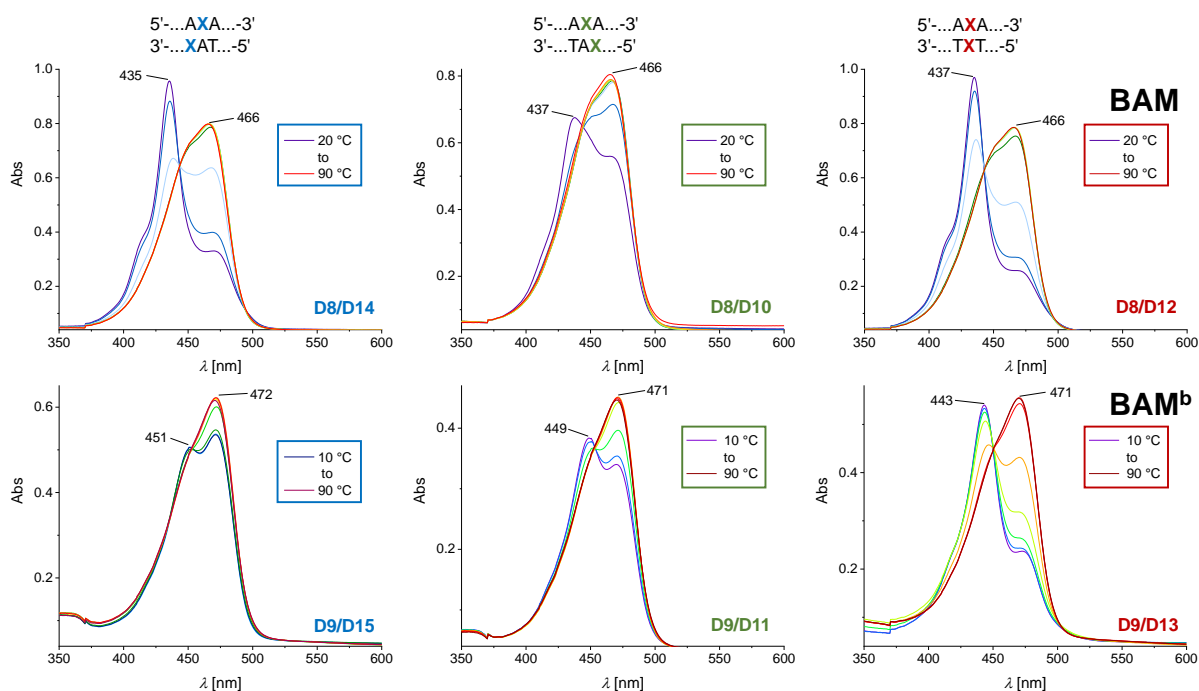 5'-...AXA...-3'
3'-...XAT...-5'
5'-...AXA...-3'
3'-...TAX...-5'
5'-...AXA...-3'
3'-...TXT...-5'
1.0
0.8
0.6
0.4
0.2
Abs
435
466
20 °C
to
90 °C
D8/D14
350 400 450 500 550 600
λ [nm]
0.8
0.6
0.4
0.2
Abs
437
466
20 °C
to
90 °C
D8/D10
350 400 450 500 550 600
λ [nm]
1.0
0.8
0.6
0.4
0.2
Abs
437
466
BAM
20 °C
to
90 °C
D8/D12
350 400 450 500 550 600
λ [nm]
0.6
0.4
0.2
Abs
451
472
10 °C
to
90 °C
D9/D15
350 400 450 500 550 600
λ [nm]
0.4
0.2
Abs
449
471
10 °C
to
90 °C
D9/D11
350 400 450 500 550 600
λ [nm]
0.4
0.2
Abs
443
471
BAMᵇ
10 °C
to
90 °C
D9/D13
350 400 450 500 550 600
λ [nm]